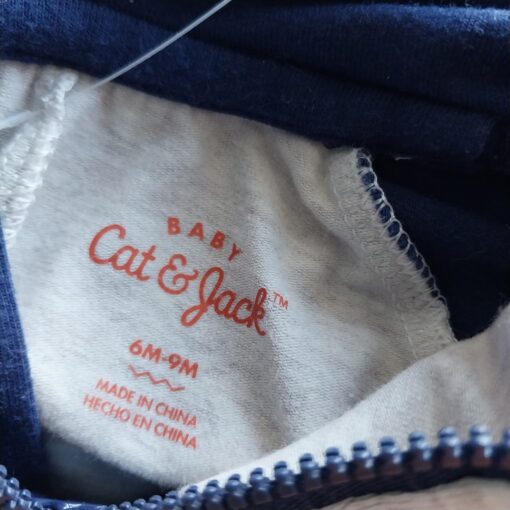 BABY
Cat & Jack™
6M-9M
MADE IN CHINA
HECHO EN CHINA